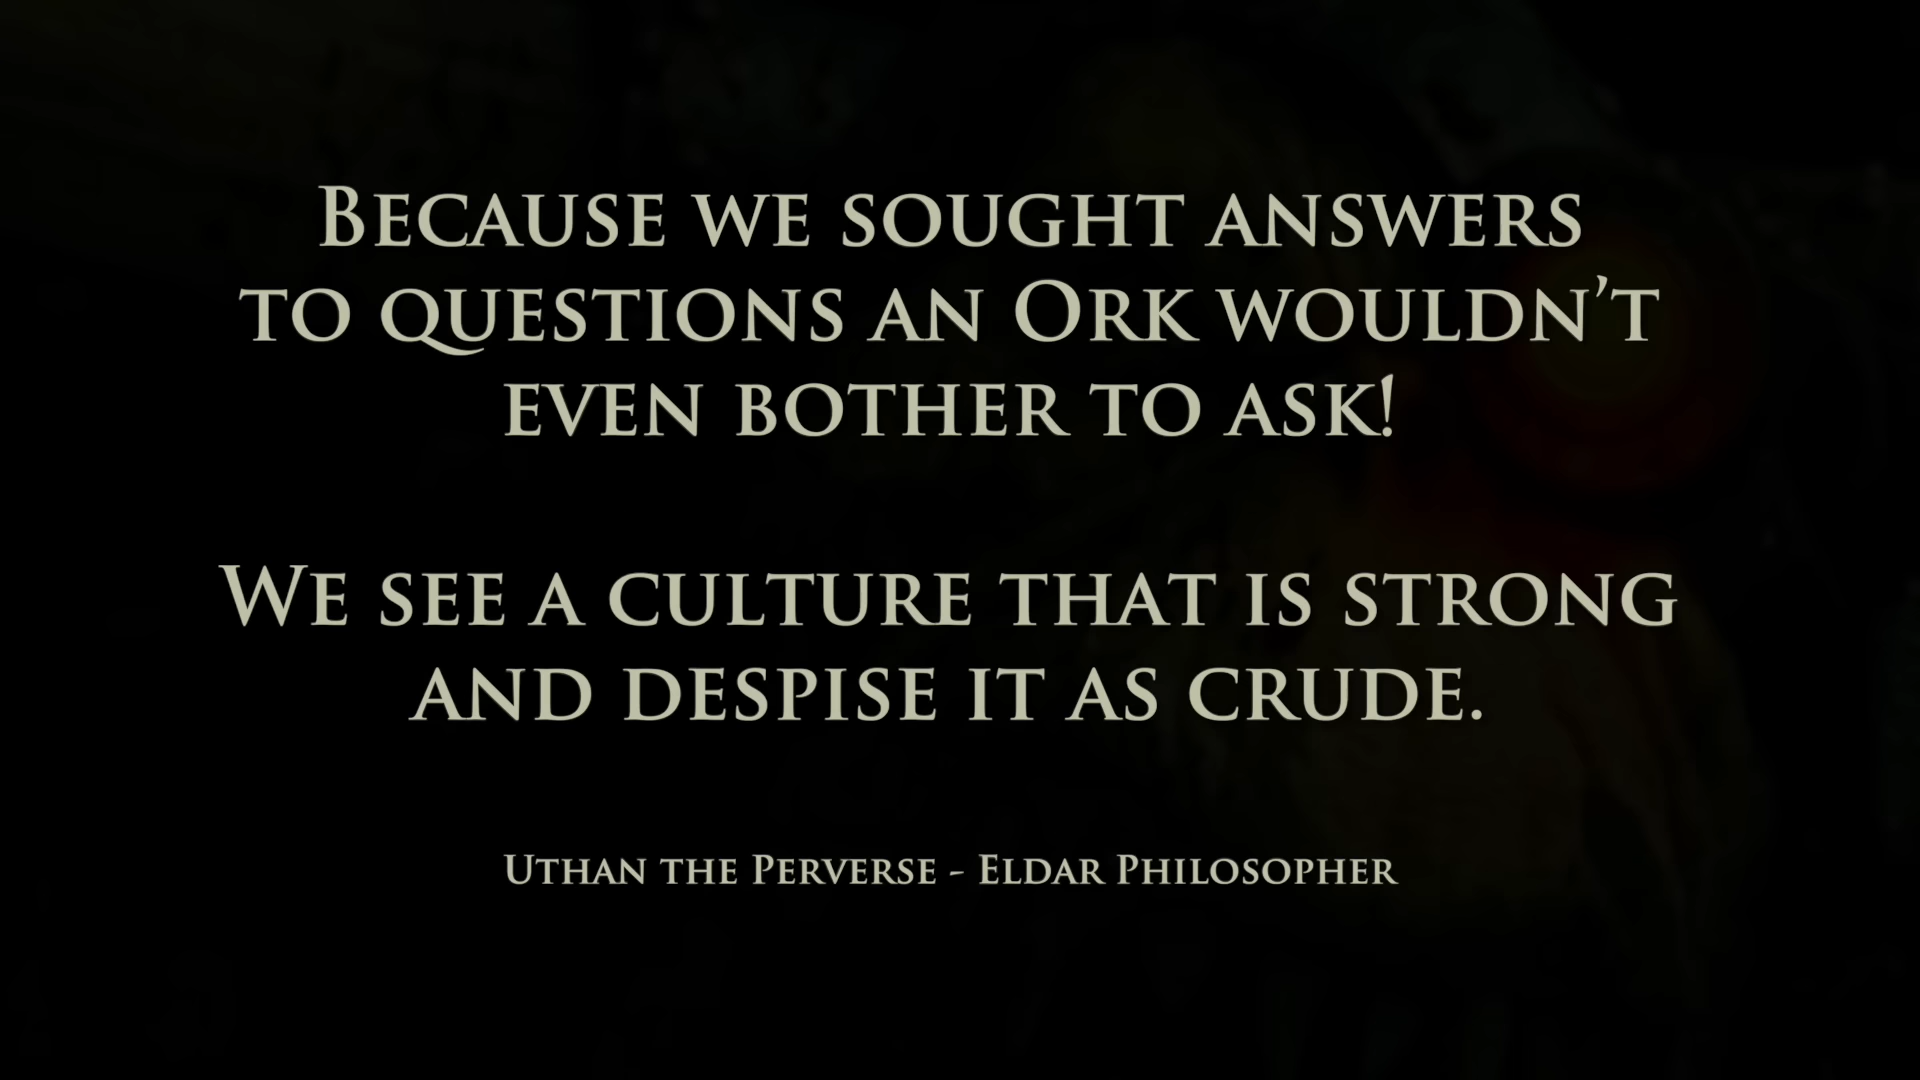 Because we sought answers
to questions an Ork wouldn't
even bother to ask!
We see a culture that is strong
and despise it as crude.
Uthan the Perverse - Eldar Philosopher